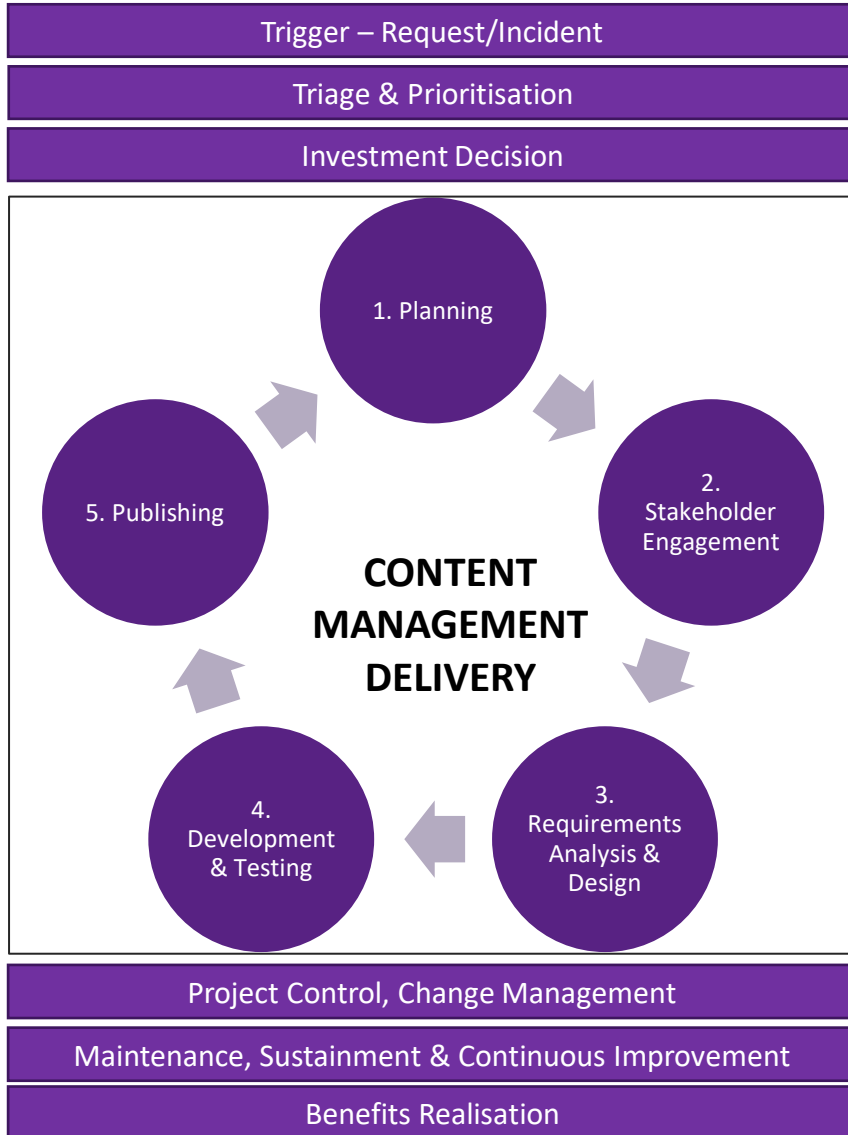 Trigger – Request/Incident
Triage & Prioritisation
Investment Decision
1. Planning
2.
Stakeholder
Engagement
3.
Requirements
Analysis &
Design
4.
Development
& Testing
5. Publishing
CONTENT
MANAGEMENT
DELIVERY
Project Control, Change Management
Maintenance, Sustainment & Continuous Improvement
Benefits Realisation